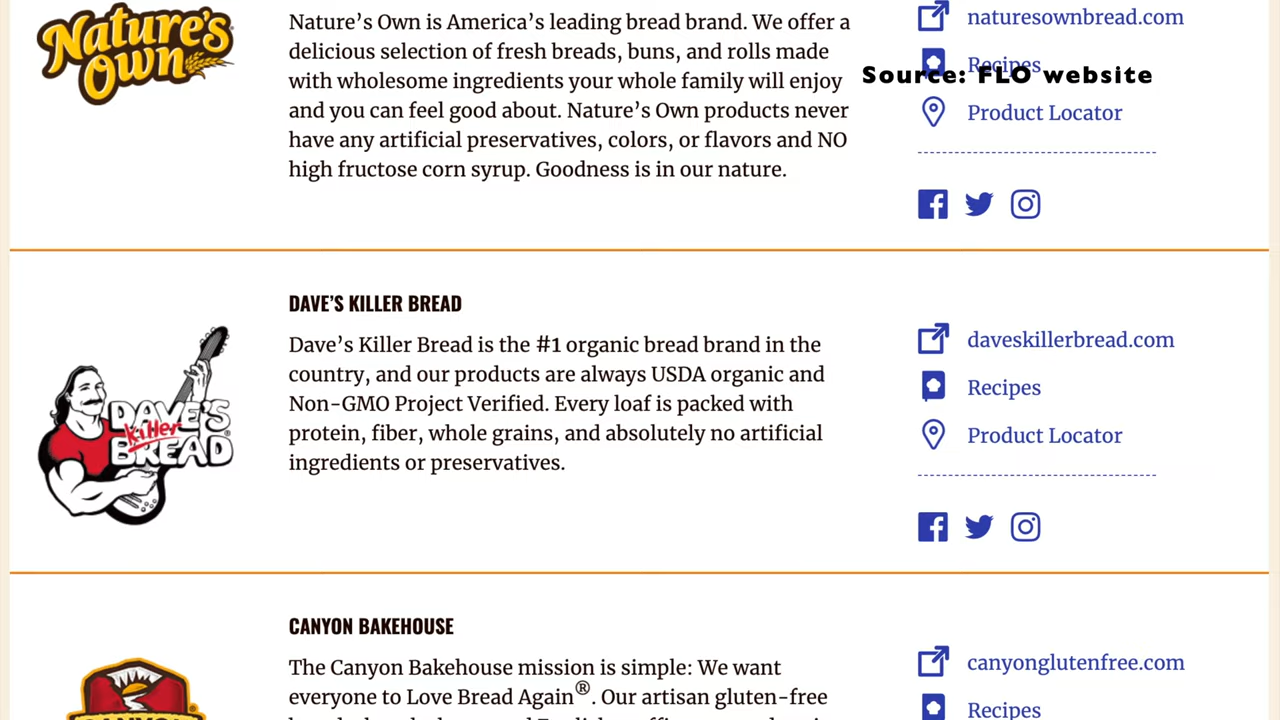 Nature's Own
Nature’s Own is America’s leading bread brand. We offer a
delicious selection of fresh breads, buns, and rolls made
with wholesome ingredients your whole family will enjoy
and you can feel good about. Nature’s Own products never
have any artificial preservatives, colors, or flavors and NO
high fructose corn syrup. Goodness is in our nature.
naturesownbread.com
Recipes
Source: FLO website
Product Locator
DAVE’S KILLER BREAD
DAVE'S
Killer
BREAD
Dave’s Killer Bread is the #1 organic bread brand in the
country, and our products are always USDA organic and
Non-GMO Project Verified. Every loaf is packed with
protein, fiber, whole grains, and absolutely no artificial
ingredients or preservatives.
daveskillerbread.com
Recipes
Product Locator
CANYON BAKEHOUSE
The Canyon Bakehouse mission is simple: We want
everyone to Love Bread Again®. Our artisan gluten-free
canyonglutenfree.com
Recipes